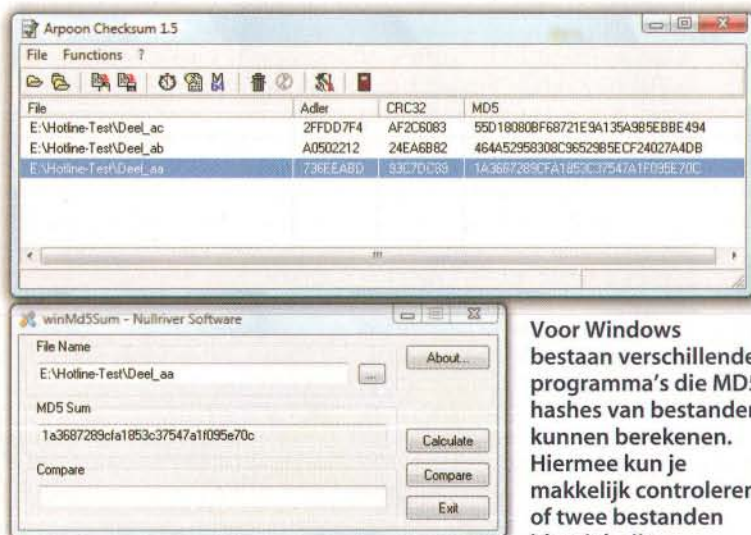 Arpoon Checksum 1.5
File Functions ?
File Adler CRC32 MD5
E:\Hotline-Test\Deel_ac 2FFDD7F4 AF2C6083 55D18080BF68721E9A135A9B5EBBE494
E:\Hotline-Test\Deel_ab A0502212 24EA6B82 464A52958308C96529B5ECF24027A4DB
E:\Hotline-Test\Deel_aa 736EEABD 93C7DC89 1A3687289CFA1853C37547A1F095E70C
winMd5Sum - Nullriver Software
File Name
E:\Hotline-Test\Deel_aa ... About...
MD5 Sum
1a3687289cfa1853c37547a1f095e70c Calculate
Compare Compare
Exit
Voor Windows
bestaan verschillende
programma's die MD5
hashes van bestanden
kunnen berekenen.
Hiermee kun je
makkelijk controleren
of twee bestanden